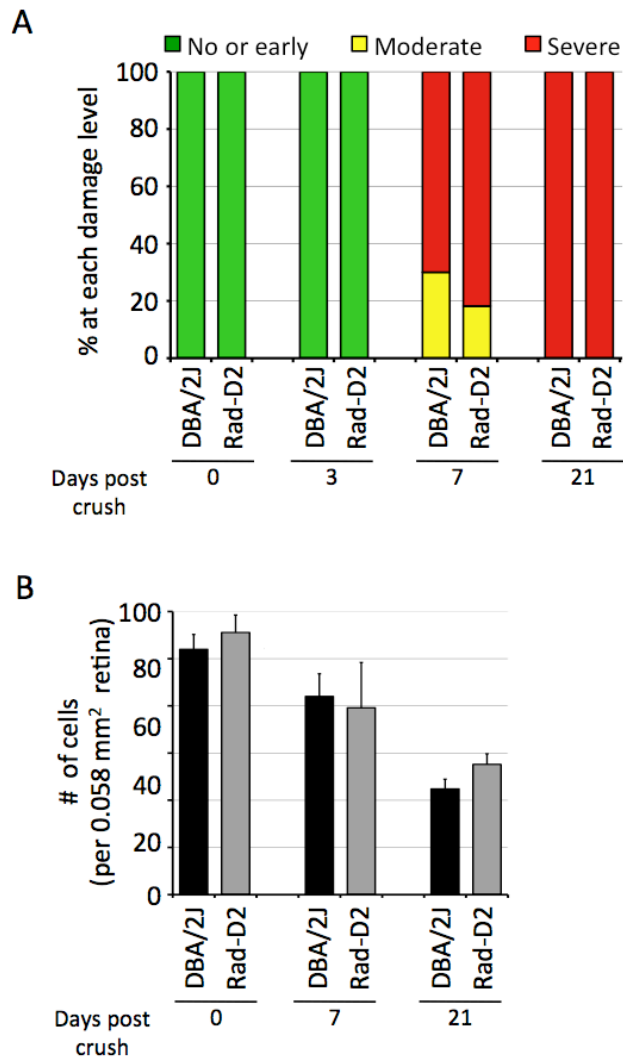 A
No or early Moderate Severe
% at each damage level
100
80
60
40
20
0
DBA/2J Rad-D2 DBA/2J Rad-D2 DBA/2J Rad-D2 DBA/2J Rad-D2
Days post crush 0 3 7 21
B
# of cells
(per 0.058 mm² retina)
100
80
60
40
20
0
DBA/2J Rad-D2 DBA/2J Rad-D2 DBA/2J Rad-D2
Days post crush 0 7 21